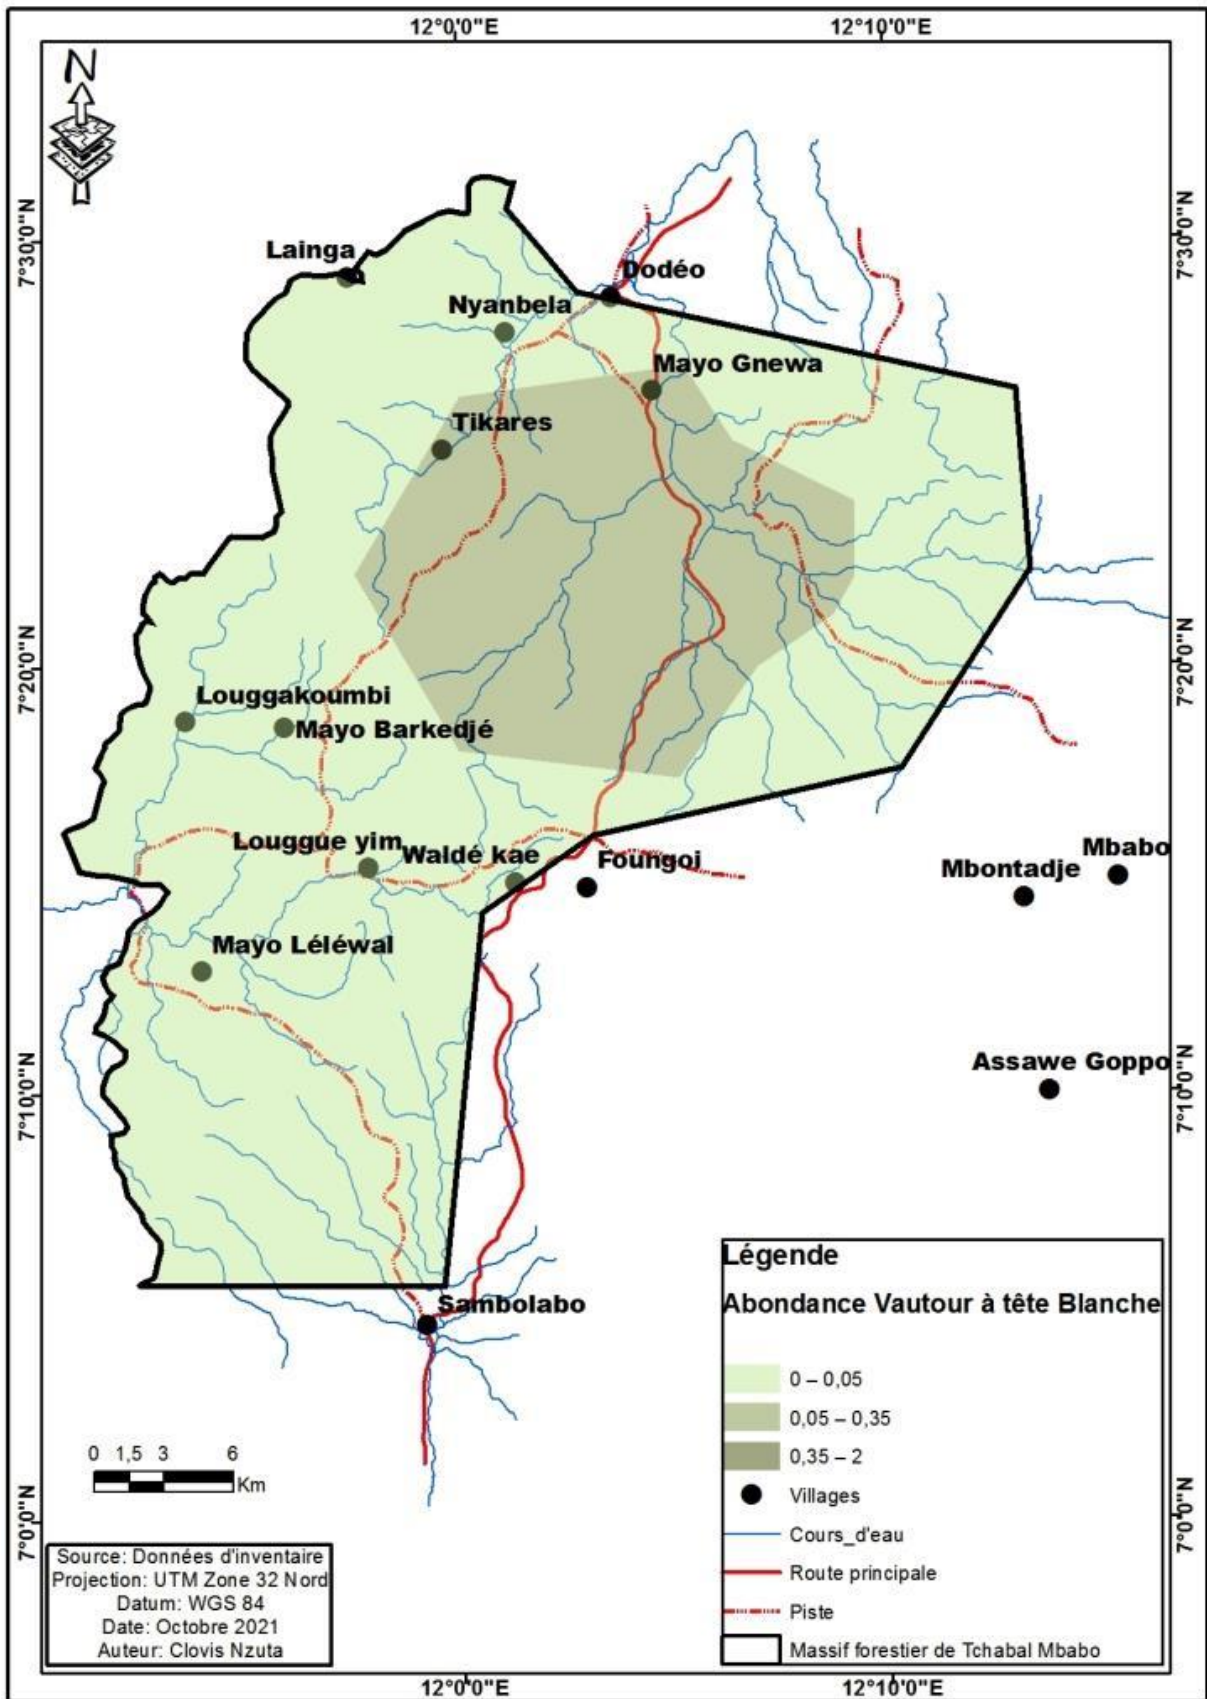 12°0'0"E
12°10'0"E
N
7°30'0"N
7°30'0"N
Lainga
Dodéo
Nyanbela
Mayo Gnewa
Tikares
7°20'0"N
7°20'0"N
Louggakoumbi
Mayo Barkedjé
Louggue yim
Waldé kae
Foungoi
Mbabo
Mbontadje
Mayo Léléwal
Assawe Goppo
7°10'0"N
7°10'0"N
Sambolabo
Légende
Abondance Vautour à tête Blanche
0 – 0,05
0,05 – 0,35
0,35 – 2
Villages
Cours_d'eau
Route principale
Piste
Massif forestier de Tchabal Mbabo
0 1,5 3 6
Km
7°0'0"N
7°0'0"N
Source: Données d'inventaire
Projection: UTM Zone 32 Nord
Datum: WGS 84
Date: Octobre 2021
Auteur: Clovis Nzuta
12°0'0"E
12°10'0"E